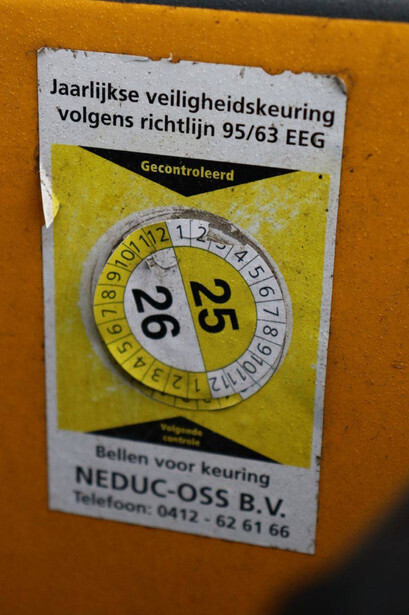 Jaarlijkse veiligheidskeuring
volgens richtlijn 95/63 EEG
Gecontroleerd
1 2 3 4 5 6 7 8 9 10 11 12
25
26
1 2 3 4 5 6 7 8 9 10 11 12
Volgende
controle
Bellen voor keuring
NEDUC-OSS B.V.
Telefoon: 0412 - 62 61 66